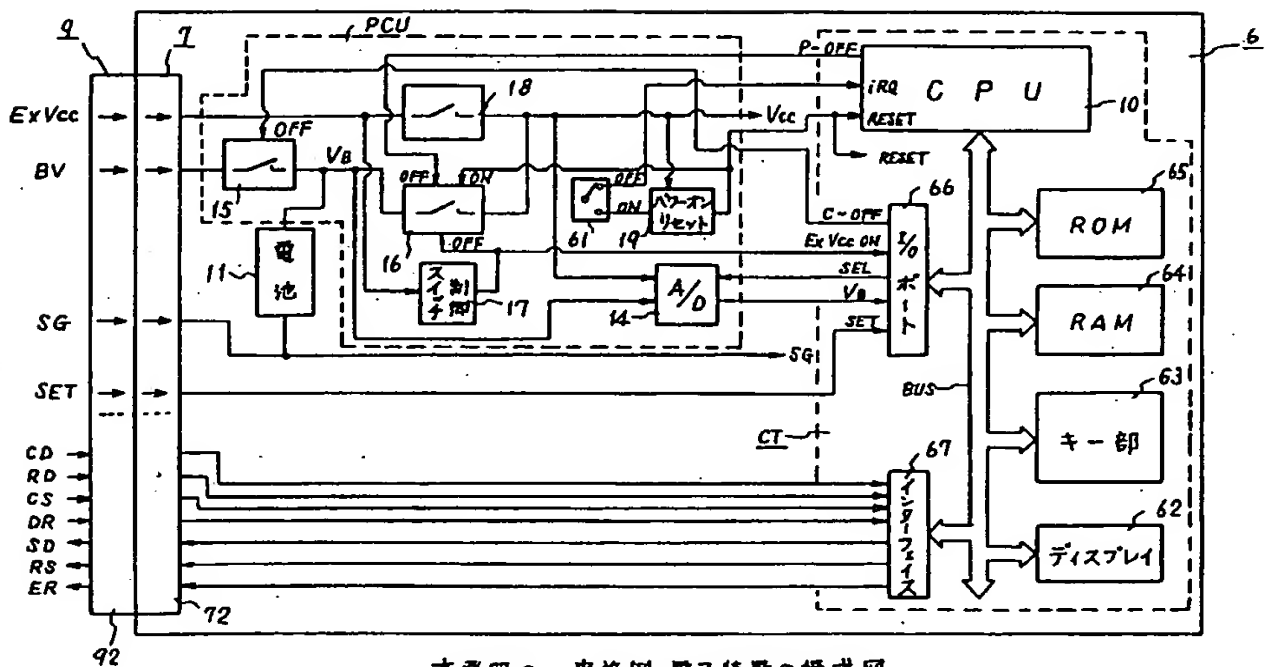 9
7
PCU
6
P-OFF
ExVcc
18
CPU
iRQ
10
Vcc
RESET
OFF
RESET
BV
VB
OFF
ON
OFF
66
65
15
ON
パワーオンリセット
C-OFF
I/Oポート
ROM
16
OFF
61
19
ExVcc ON
電池
11
スイッチ制御
17
A/D
14
SEL
VB
64
RAM
SG
SET
SG
SET
BUS
63
キー部
CT
67
CD
RD
CS
DR
SD
RS
ER
インターフェイス
62
ディスプレイ
72
92